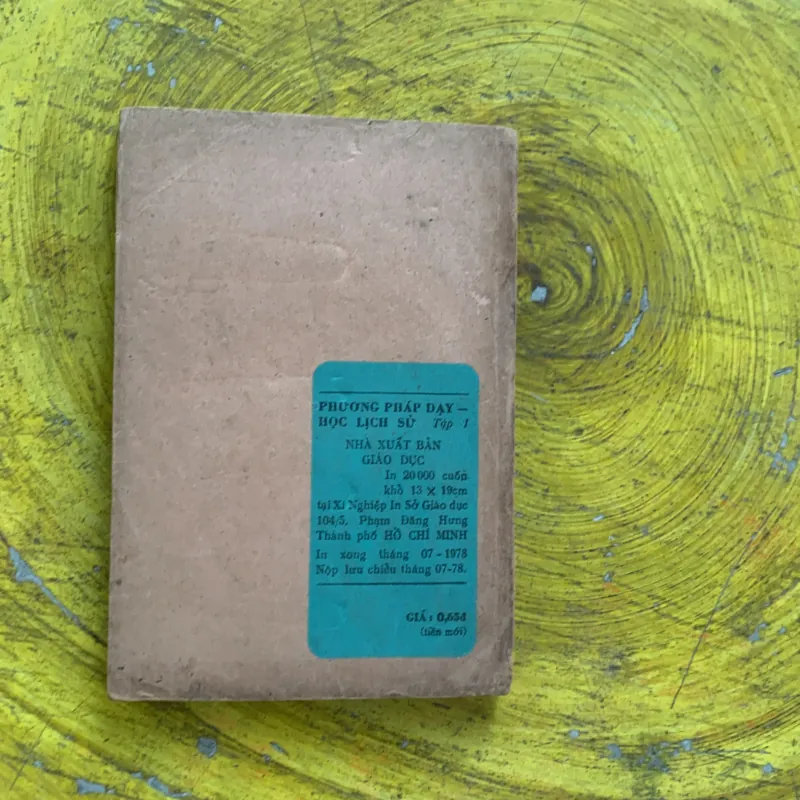 PHƯƠNG PHÁP DẠY —
HỌC LỊCH SỬ Tập 1
NHÀ XUẤT BẢN
GIÁO DỤC
In 20 000 cuốn
khổ 13 × 19cm
tại Xí Nghiệp In Sở Giáo dục
104/5, Phạm Đăng Hưng
Thành phố HỒ CHÍ MINH
In xong tháng 07-1978
Nộp lưu chiểu tháng 07-78.
GIÁ : 0,65đ
(tiền mới)